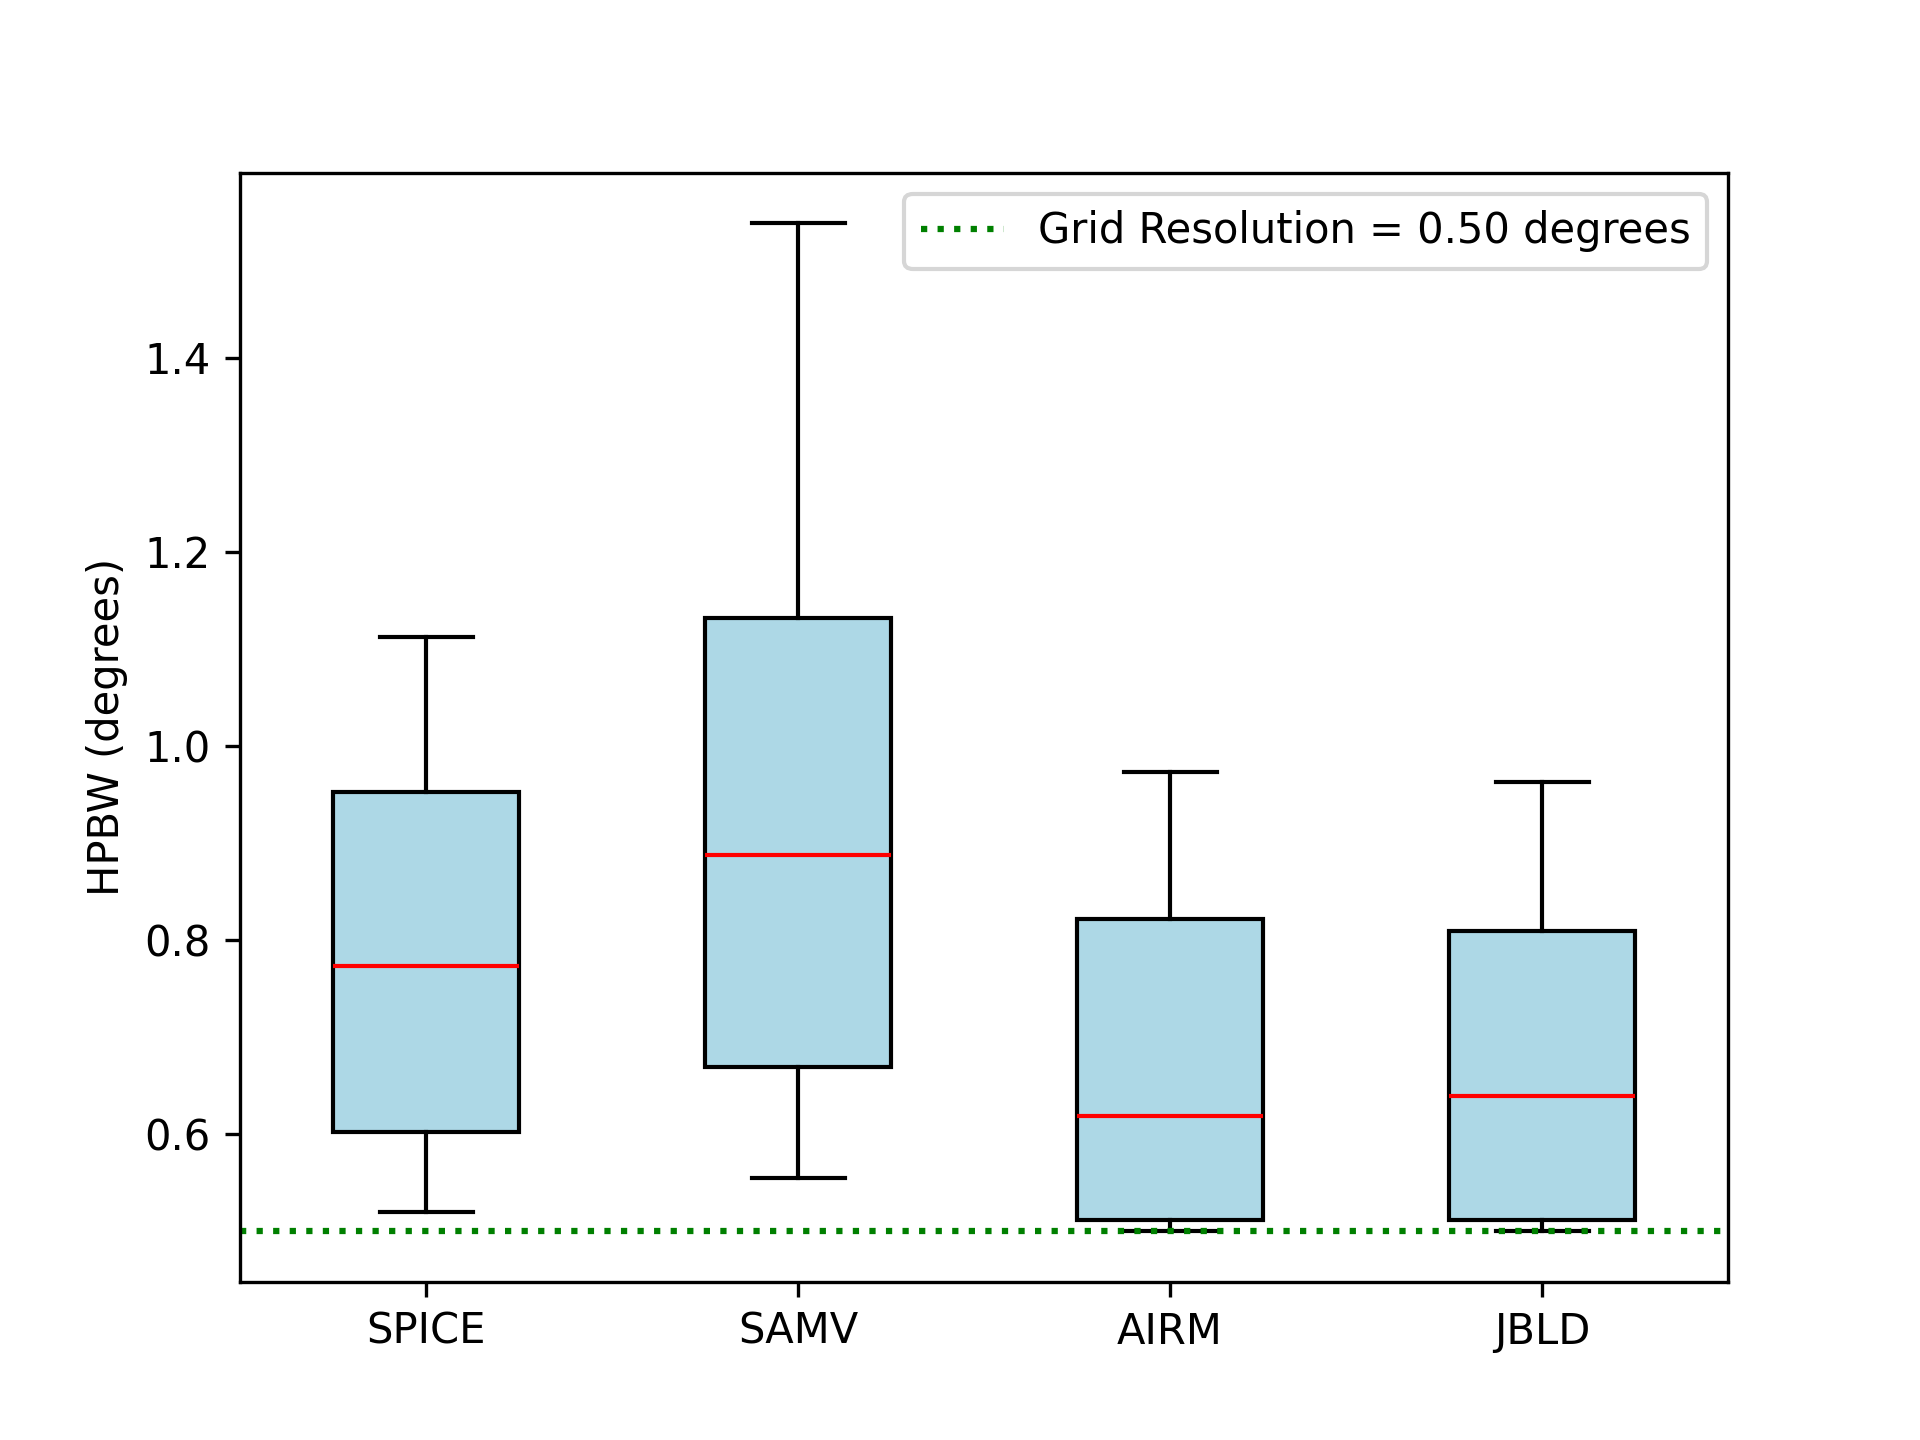 Grid Resolution = 0.50 degrees
HPBW (degrees)
1.4
1.2
1.0
0.8
0.6
SPICE SAMV AIRM JBLD